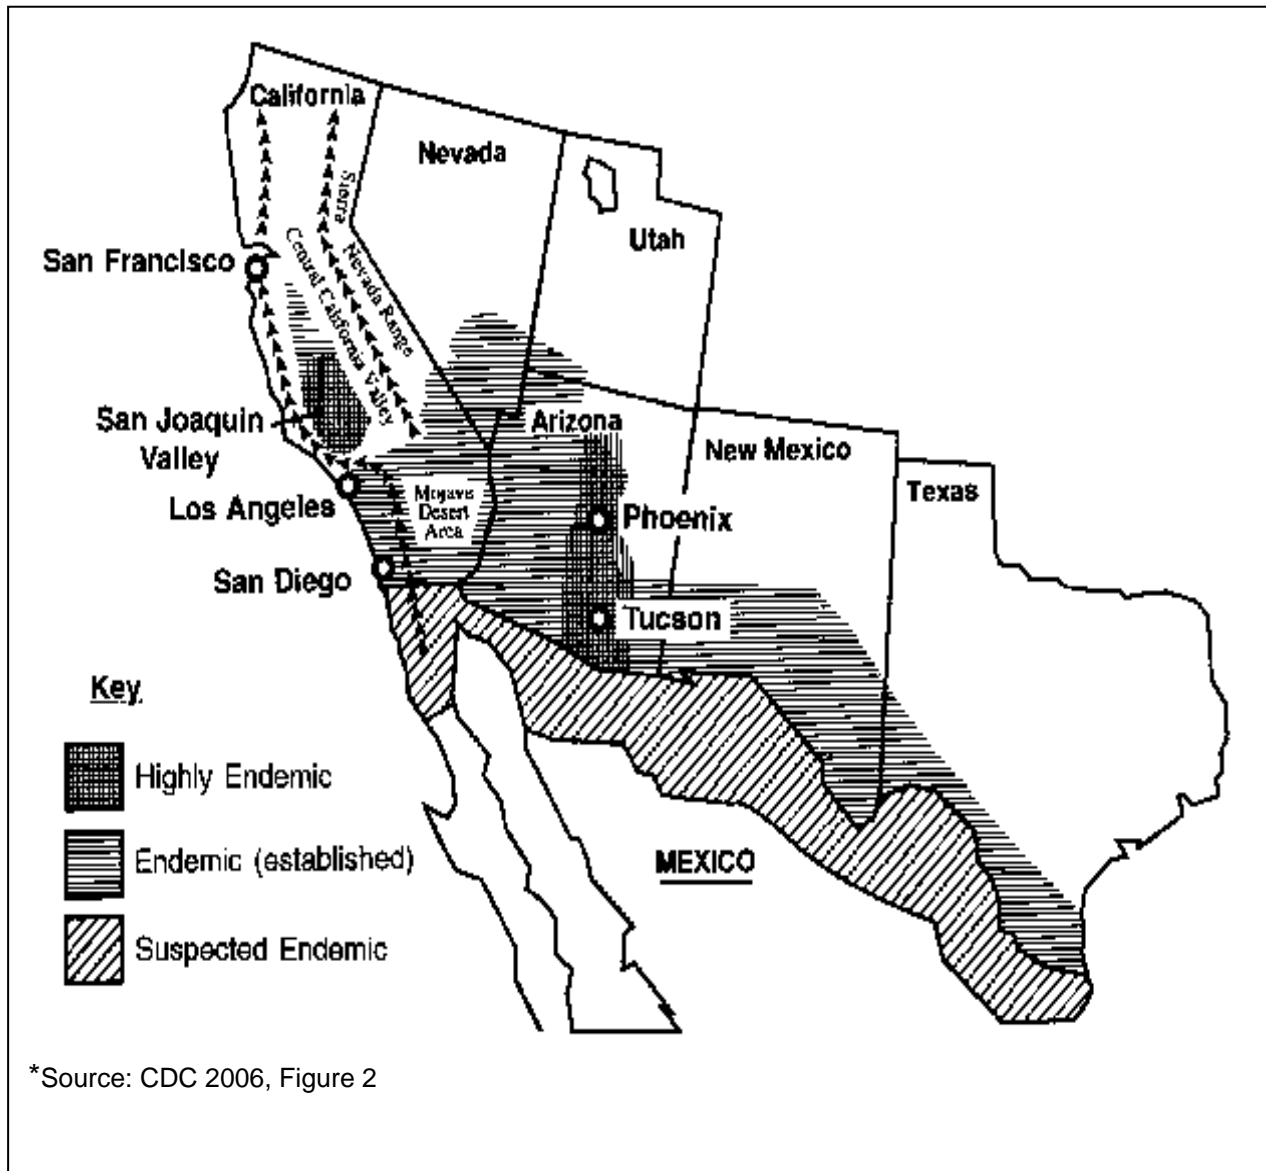 California
Nevada
Utah
Sierra
Nevada Range
Central California Valley
San Francisco
San Joaquin
Valley
Los Angeles
San Diego
Mojave
Desert
Area
Arizona
New Mexico
Texas
Phoenix
Tucson
MEXICO
Key
Highly Endemic
Endemic (established)
Suspected Endemic
*Source: CDC 2006, Figure 2